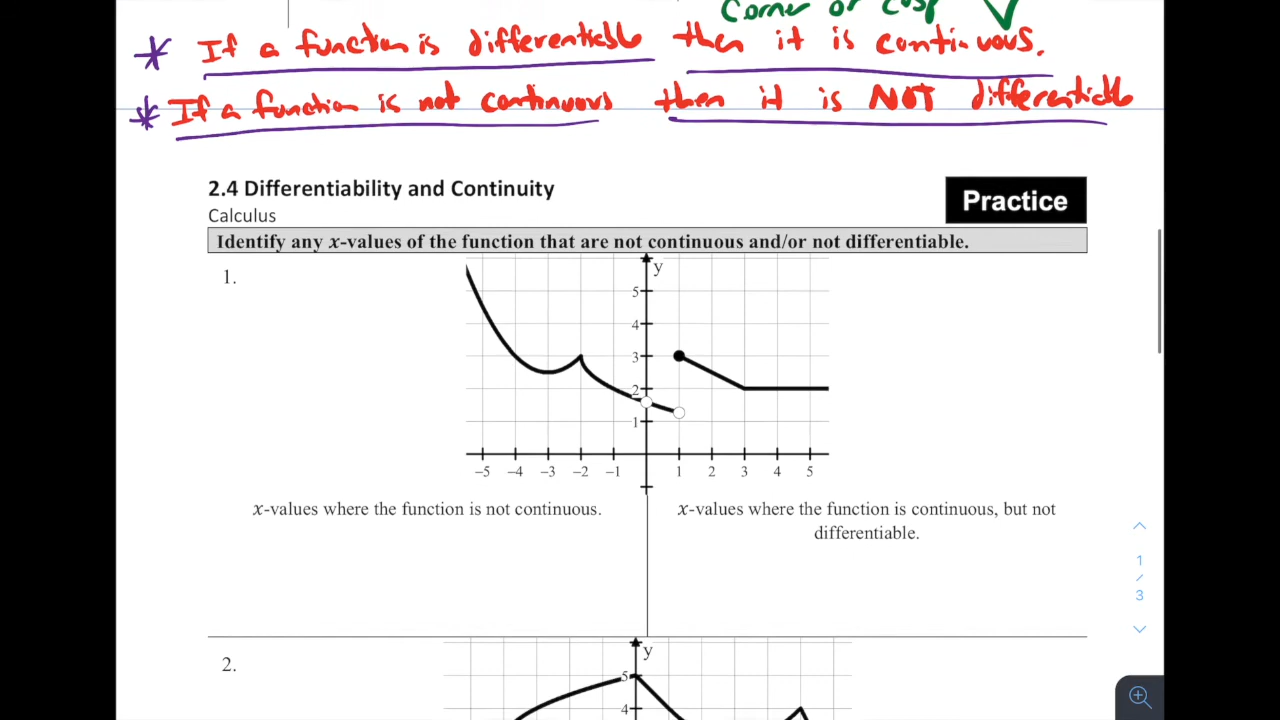 Corner or cusp
* If a function is differentiable then it is continuous.
* If a function is not continuous then it is NOT differentiable
2.4 Differentiability and Continuity
Practice
Calculus
Identify any x-values of the function that are not continuous and/or not differentiable.
1.
y
5
4
3
2
1
−5 −4 −3 −2 −1 1 2 3 4 5
x-values where the function is not continuous.
x-values where the function is continuous, but not
differentiable.
1
/
3
2.
y
5
4